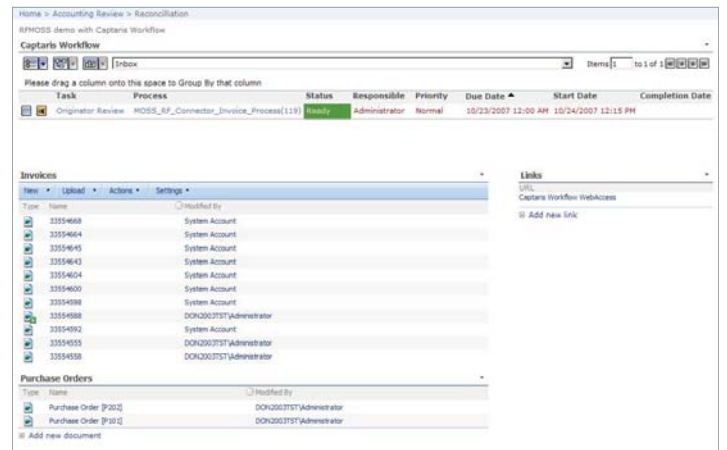 Home > Accounting Review > Reconciliation
RFMOSS demo with Captaris Workflow
Captaris Workflow
Inbox Items 1 to 1 of 1
Please drag a column onto this space to Group By that column
Task Process Status Responsible Priority Due Date Start Date Completion Date
Originator Review MOSS_RF_Connector_Invoice_Process(119) Ready Administrator Normal 10/23/2007 12:00 AM 10/24/2007 12:15 PM
Invoices
New Upload Actions Settings
Type Name Modified By
33554668 System Account
33554664 System Account
33554645 System Account
33554643 System Account
33554604 System Account
33554600 System Account
33554598 System Account
33554588 DON2003TST\Administrator
33554592 System Account
33554555 DON2003TST\Administrator
33554558 DON2003TST\Administrator
Purchase Orders
Type Name Modified By
Purchase Order [P202] DON2003TST\Administrator
Purchase Order [P101] DON2003TST\Administrator
Add new document
Links
URL
Captaris Workflow WebAccess
Add new link